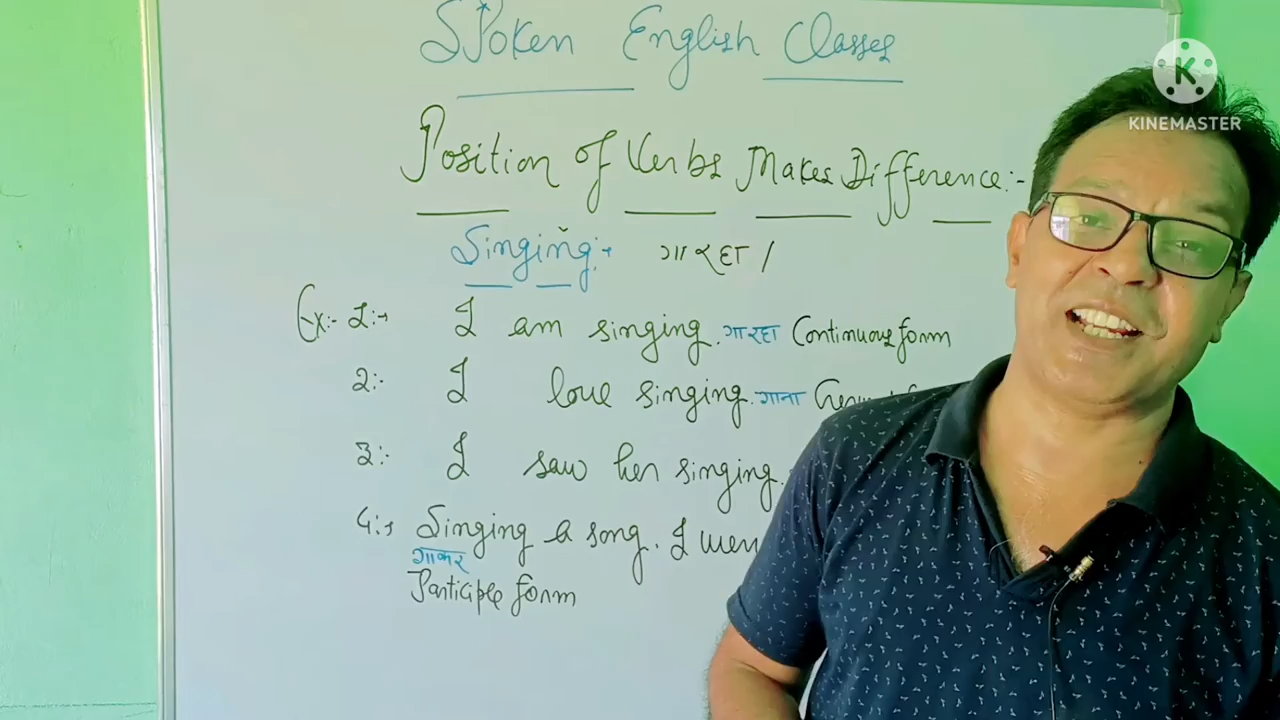 Spoken English Classes
KINEMASTER
Position of Verbs Makes Difference:-
Singing:- गा रहा /
Ex:- 1:- I am singing. गा रहा Continuous form
2:- I love singing. गाना
3:- I saw her singing.
4:- Singing a song. I
गाकर
Participle form